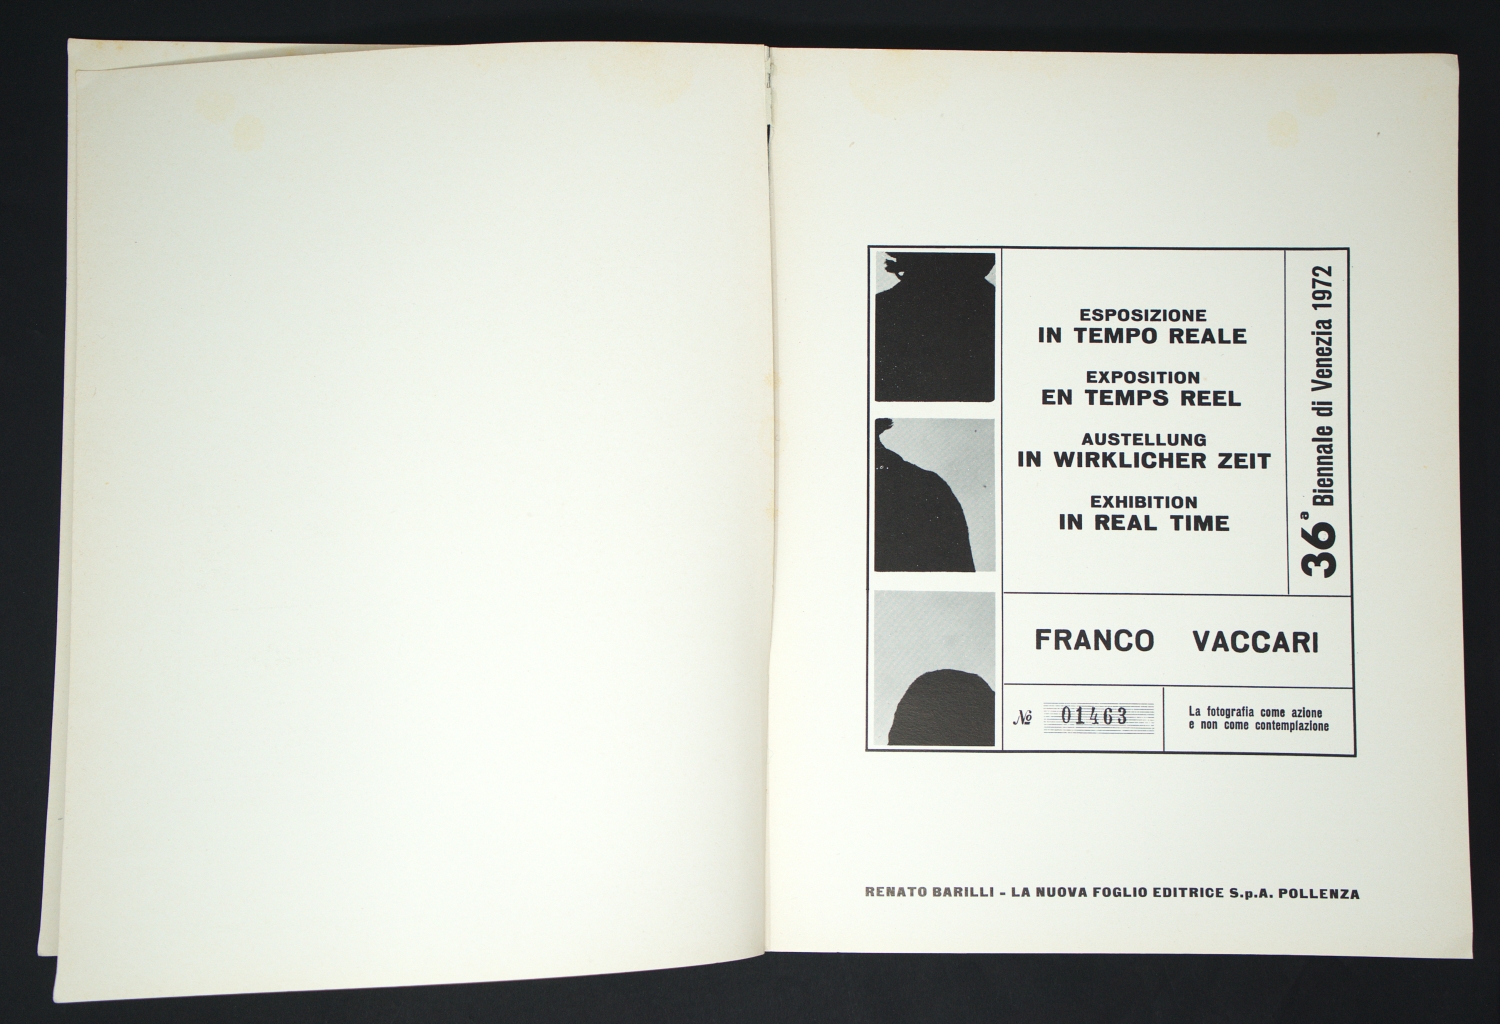 ESPOSIZIONE
IN TEMPO REALE
EXPOSITION
EN TEMPS REEL
AUSTELLUNG
IN WIRKLICHER ZEIT
EXHIBITION
IN REAL TIME
36ª Biennale di Venezia 1972
FRANCO VACCARI
№ 01463
La fotografia come azione
e non come contemplazione
RENATO BARILLI - LA NUOVA FOGLIO EDITRICE S.p.A. POLLENZA